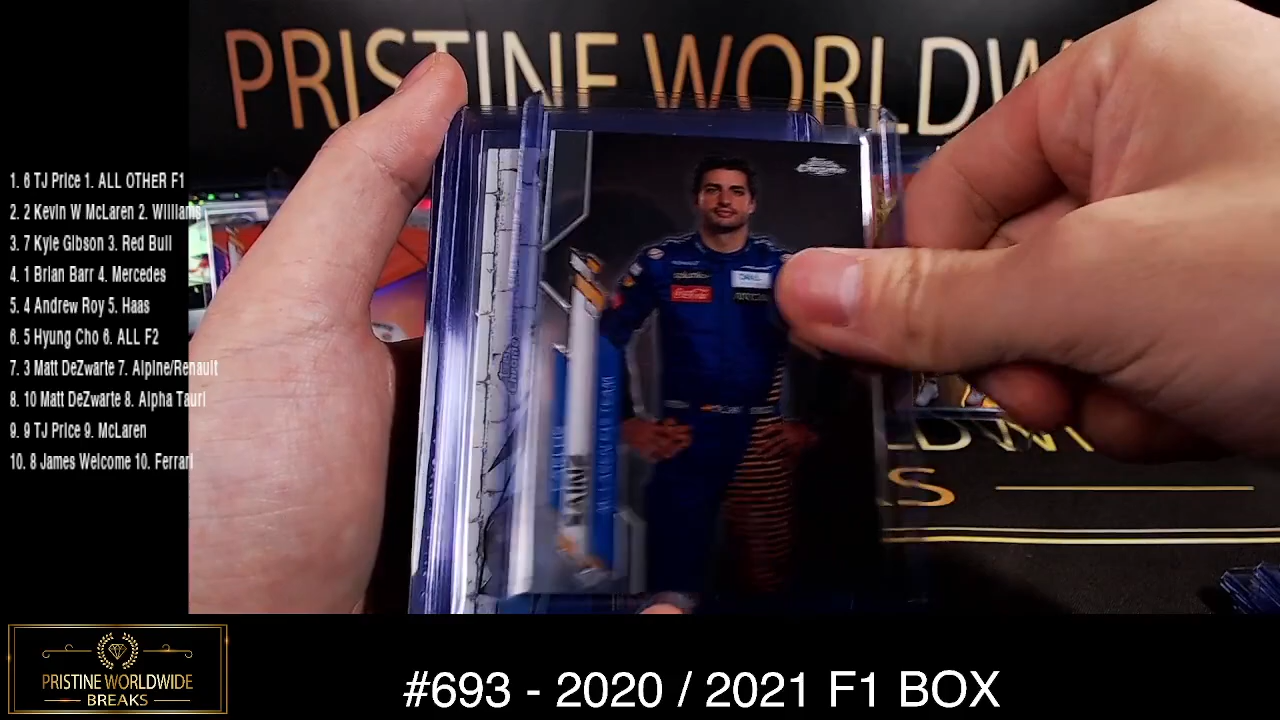 PRISTINE WORLDW
1. 6 TJ Price 1. ALL OTHER F1
2. 2 Kevin W McLaren 2. Williams
3. 7 Kyle Gibson 3. Red Bull
4. 1 Brian Barr 4. Mercedes
5. 4 Andrew Roy 5. Haas
6. 5 Hyung Cho 6. ALL F2
7. 3 Matt DeZwarte 7. Alpine/Renault
8. 10 Matt DeZwarte 8. Alpha Tauri
9. 9 TJ Price 9. McLaren
10. 8 James Welcome 10. Ferrari
Coca-Cola
PRISTINE WORLDWIDE
BREAKS
#693 - 2020 / 2021 F1 BOX